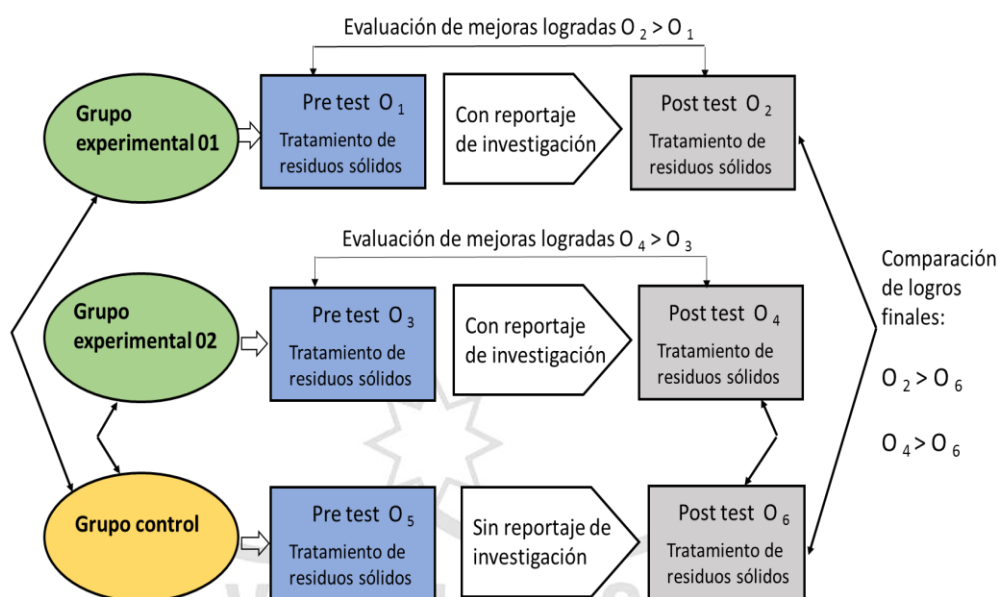 Evaluación de mejoras logradas O 2 > O 1
Grupo
experimental 01
Pre test O 1
Tratamiento de
residuos sólidos
Con reportaje
de investigación
Post test O 2
Tratamiento de
residuos sólidos
Evaluación de mejoras logradas O 4 > O 3
Grupo
experimental 02
Pre test O 3
Tratamiento de
residuos sólidos
Con reportaje
de investigación
Post test O 4
Tratamiento de
residuos sólidos
Comparación
de logros
finales:
O 2 > O 6
O 4 > O 6
Grupo control
Pre test O 5
Tratamiento de
residuos sólidos
Sin reportaje de
investigación
Post test O 6
Tratamiento de
residuos sólidos